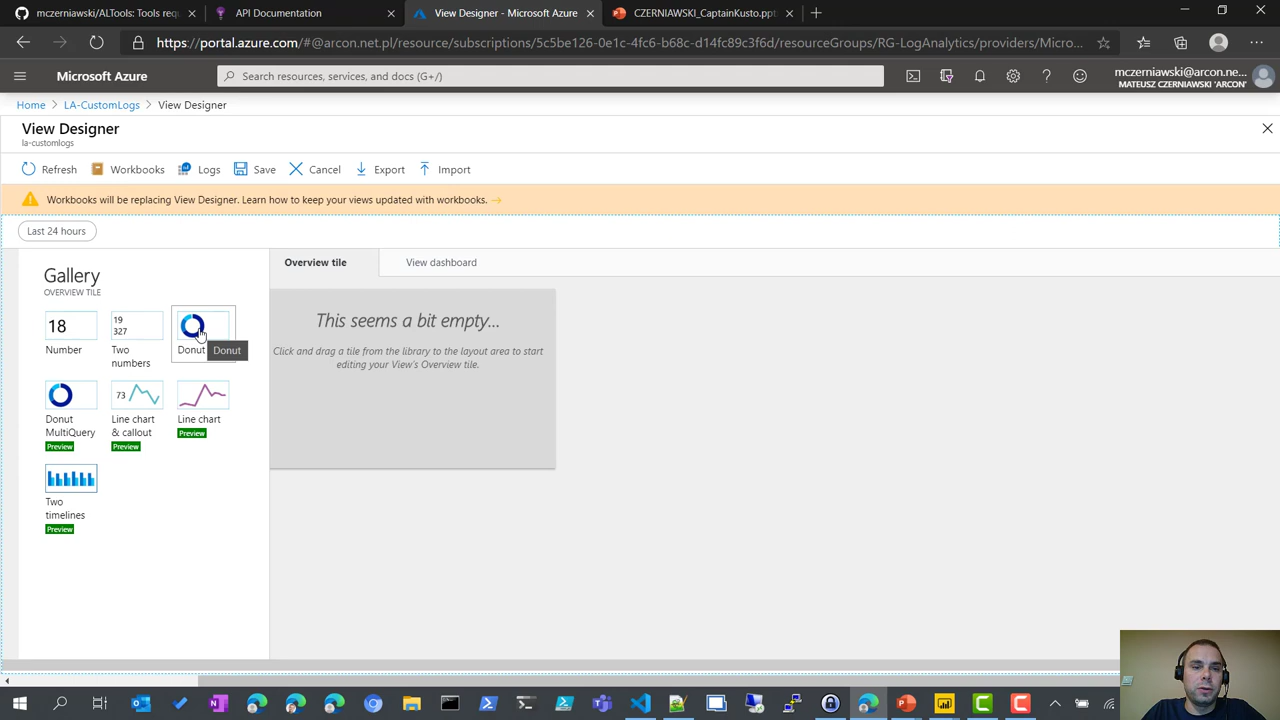 mczerniawski/ALTools: Tools requ
API Documentation
View Designer - Microsoft Azure
CZERNIAWSKI_CaptainKusto.ppt
https://portal.azure.com/#@arcon.net.pl/resource/subscriptions/5c5be126-0e1c-4fc6-b68c-d14fc89c3f6d/resourceGroups/RG-LogAnalytics/providers/Micro...
Microsoft Azure
Search resources, services, and docs (G+/)
mczerniawski@arcon.ne...
MATEUSZ CZERNIAWSKI 'ARCON'
Home > LA-CustomLogs > View Designer
View Designer
la-customlogs
Refresh Workbooks Logs Save Cancel Export Import
Workbooks will be replacing View Designer. Learn how to keep your views updated with workbooks. →
Last 24 hours
Gallery
OVERVIEW TILE
Overview tile
View dashboard
18
Number
19
327
Two
numbers
Donut
Donut
Donut
MultiQuery
Preview
73
Line chart
& callout
Preview
Line chart
Preview
Two
timelines
Preview
This seems a bit empty...
Click and drag a tile from the library to the layout area to start
editing your View's Overview tile.